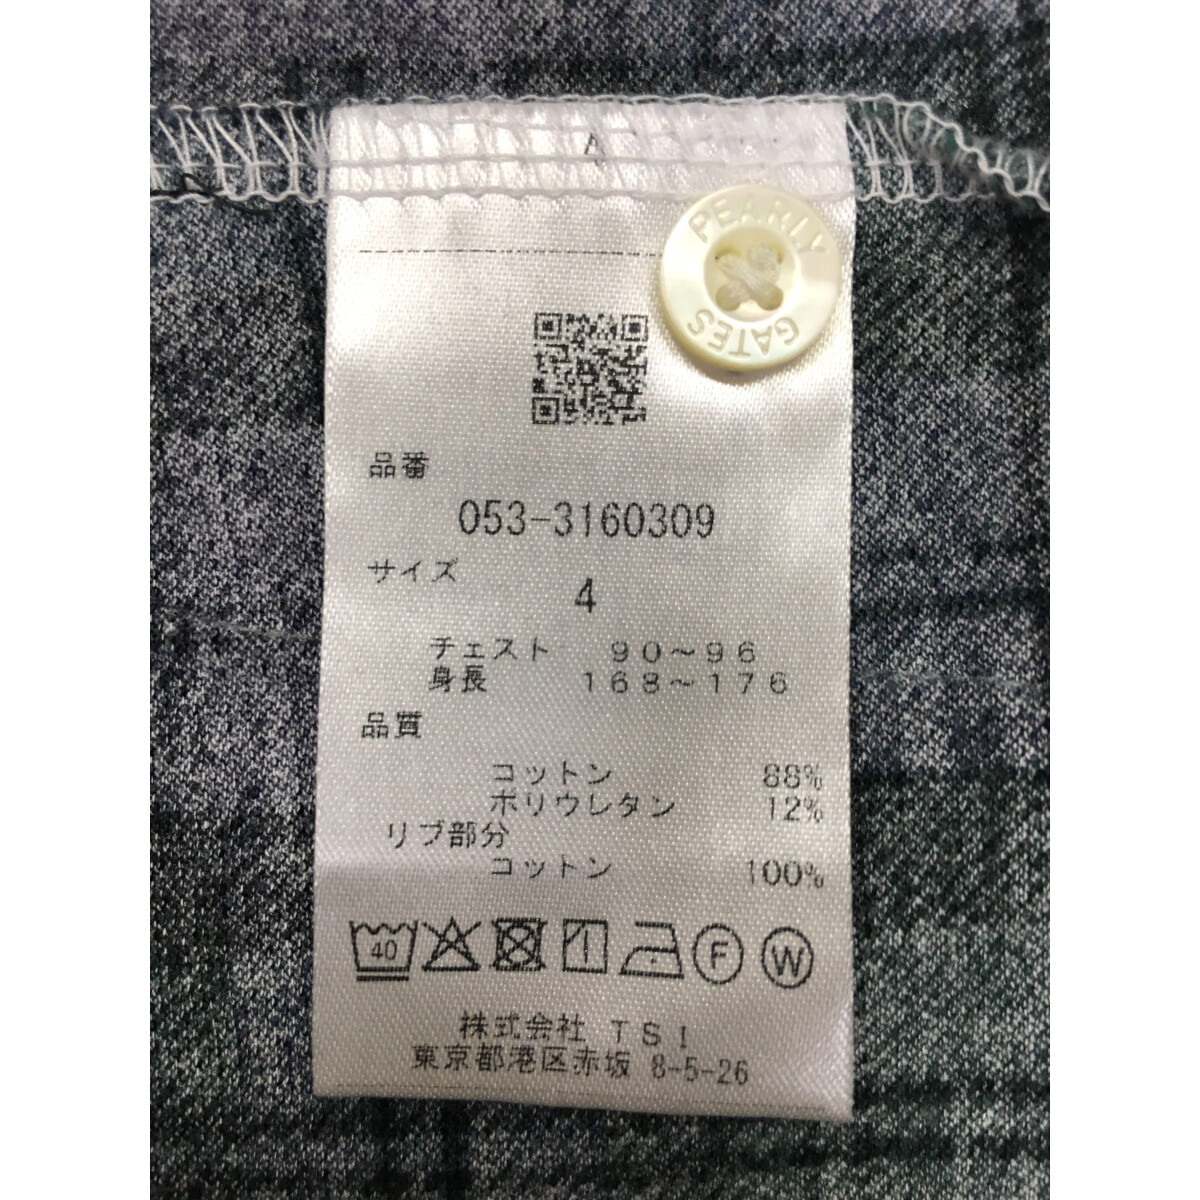 A
PEARLY
GATES
品番
053-3160309
サイズ
4
チェスト 90～96
身長 168～176
品質
コットン 88%
ポリウレタン 12%
リブ部分
コットン 100%
40 F W
株式会社 TSI
東京都港区赤坂 8-5-26